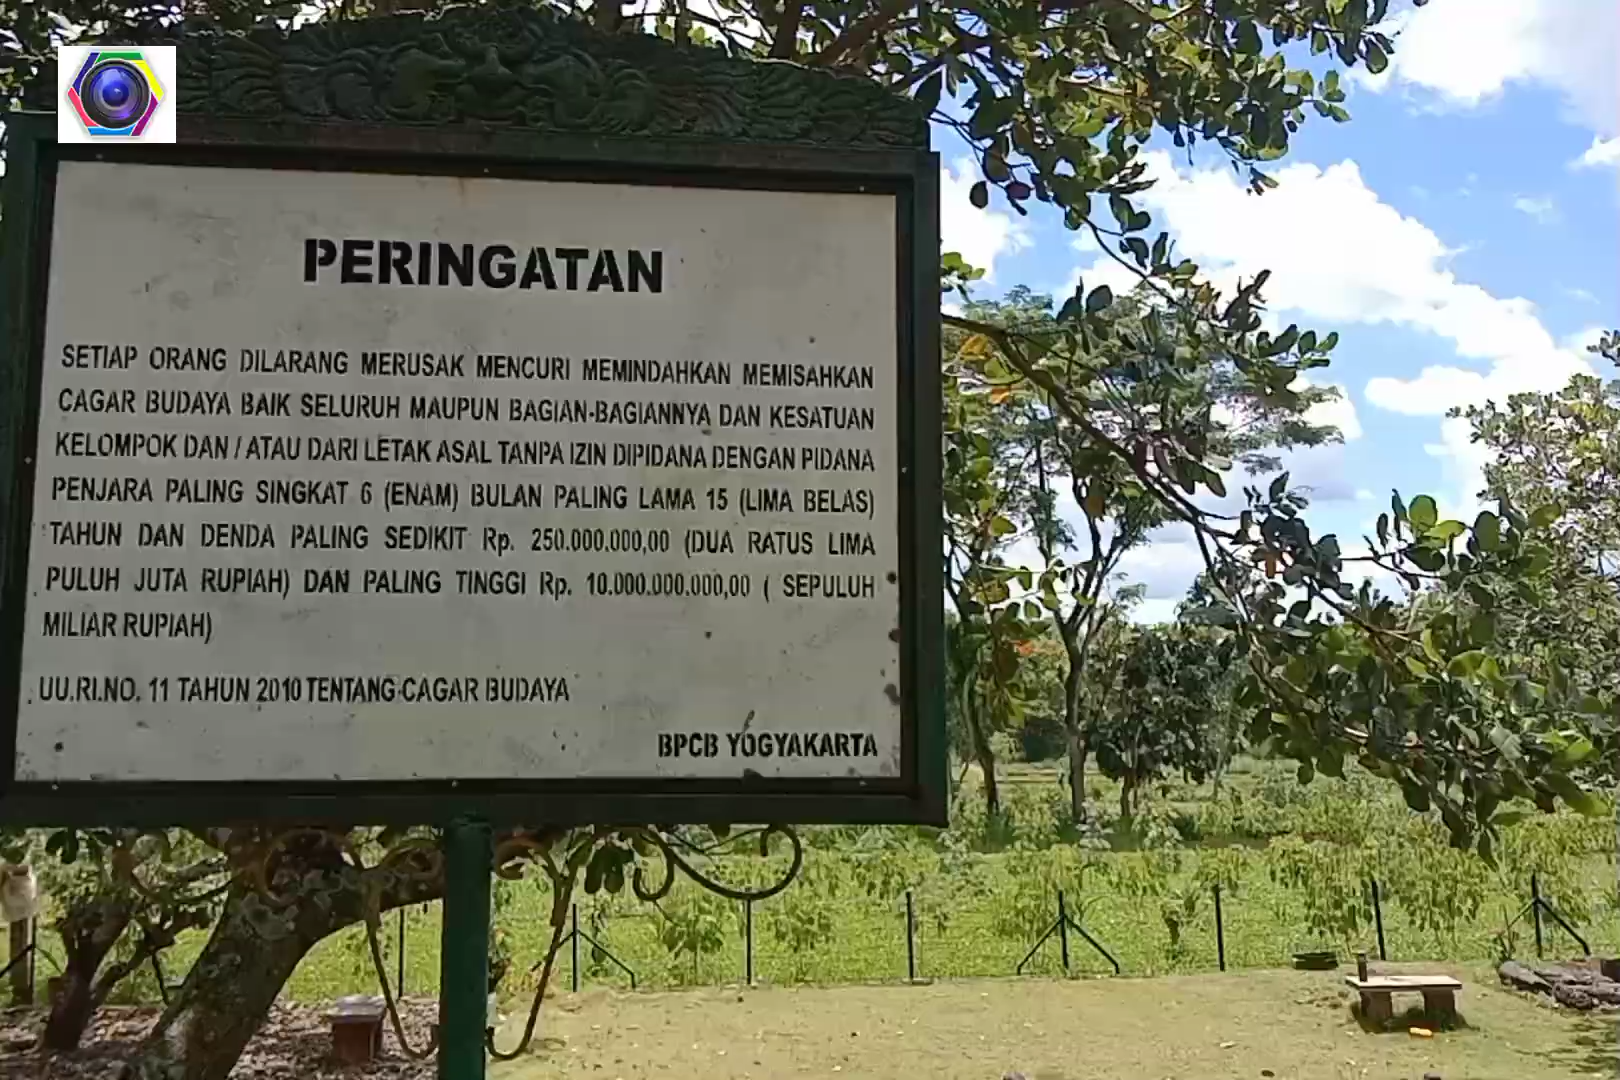 PERINGATAN
SETIAP ORANG DILARANG MERUSAK MENCURI MEMINDAHKAN MEMISAHKAN
CAGAR BUDAYA BAIK SELURUH MAUPUN BAGIAN-BAGIANNYA DAN KESATUAN
KELOMPOK DAN / ATAU DARI LETAK ASAL TANPA IZIN DIPIDANA DENGAN PIDANA
PENJARA PALING SINGKAT 6 (ENAM) BULAN PALING LAMA 15 (LIMA BELAS)
TAHUN DAN DENDA PALING SEDIKIT Rp. 250.000.000,00 (DUA RATUS LIMA
PULUH JUTA RUPIAH) DAN PALING TINGGI Rp. 10.000.000.000,00 ( SEPULUH
MILIAR RUPIAH)
UU.RI.NO. 11 TAHUN 2010 TENTANG CAGAR BUDAYA
BPCB YOGYAKARTA